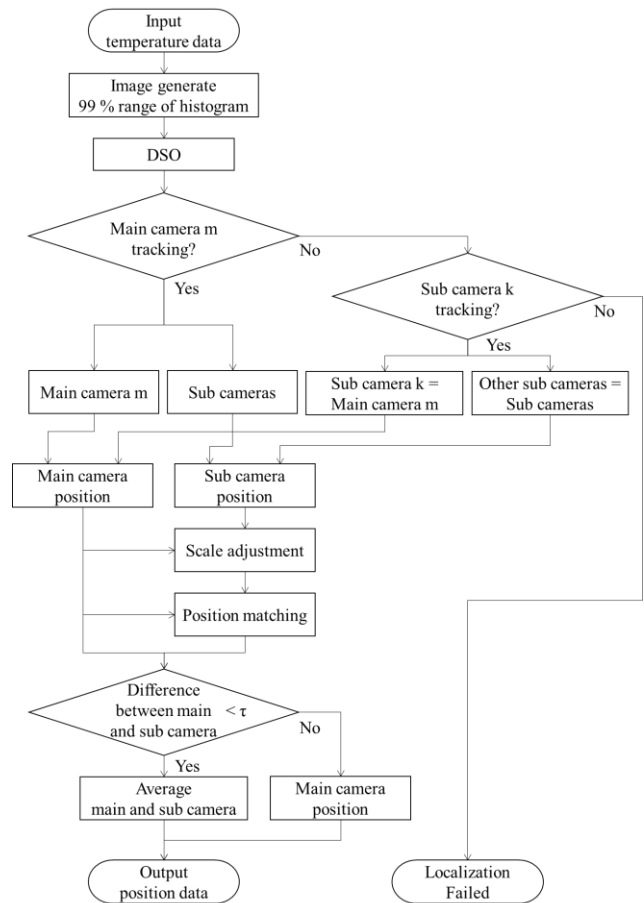 Input
temperature data
Image generate
99 % range of histogram
DSO
Main camera m
tracking?
No
Yes
Sub camera k
tracking?
No
Yes
Main camera m
Sub cameras
Sub camera k =
Main camera m
Other sub cameras =
Sub cameras
Main camera
position
Sub camera
position
Scale adjustment
Position matching
Difference
between main < τ
and sub camera
No
Yes
Average
main and sub camera
Main camera
position
Output
position data
Localization
Failed